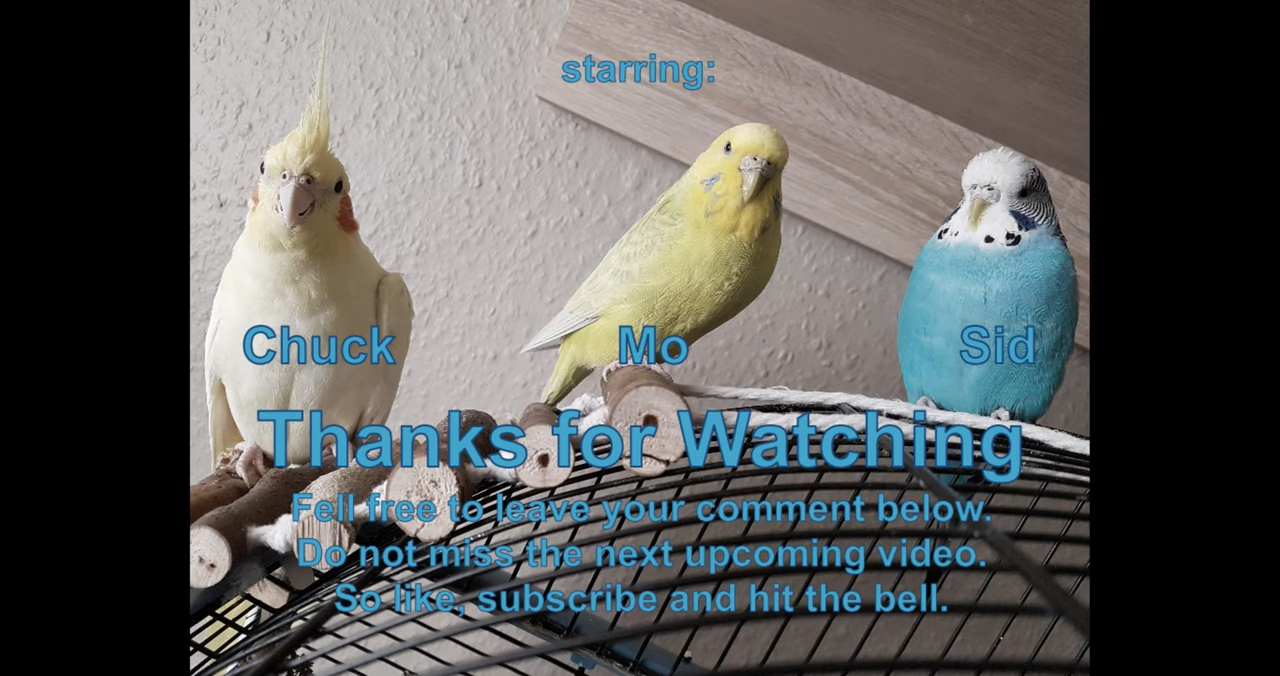 starring:
Chuck Mo Sid
Thanks for Watching
Fell free to leave your comment below.
Do not miss the next upcoming video.
So like, subscribe and hit the bell.